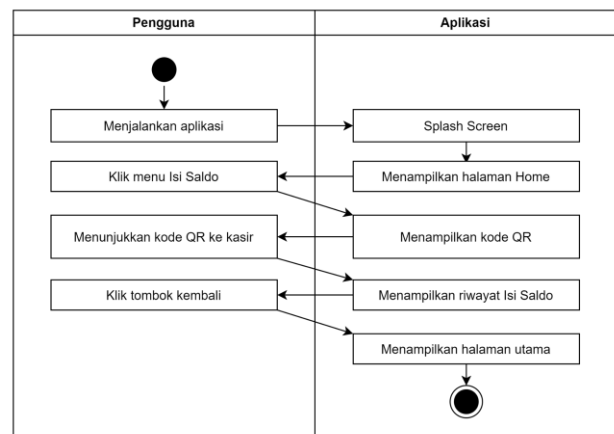 Pengguna
Aplikasi
Menjalankan aplikasi
Splash Screen
Klik menu Isi Saldo
Menampilkan halaman Home
Menunjukkan kode QR ke kasir
Menampilkan kode QR
Klik tombok kembali
Menampilkan riwayat Isi Saldo
Menampilkan halaman utama